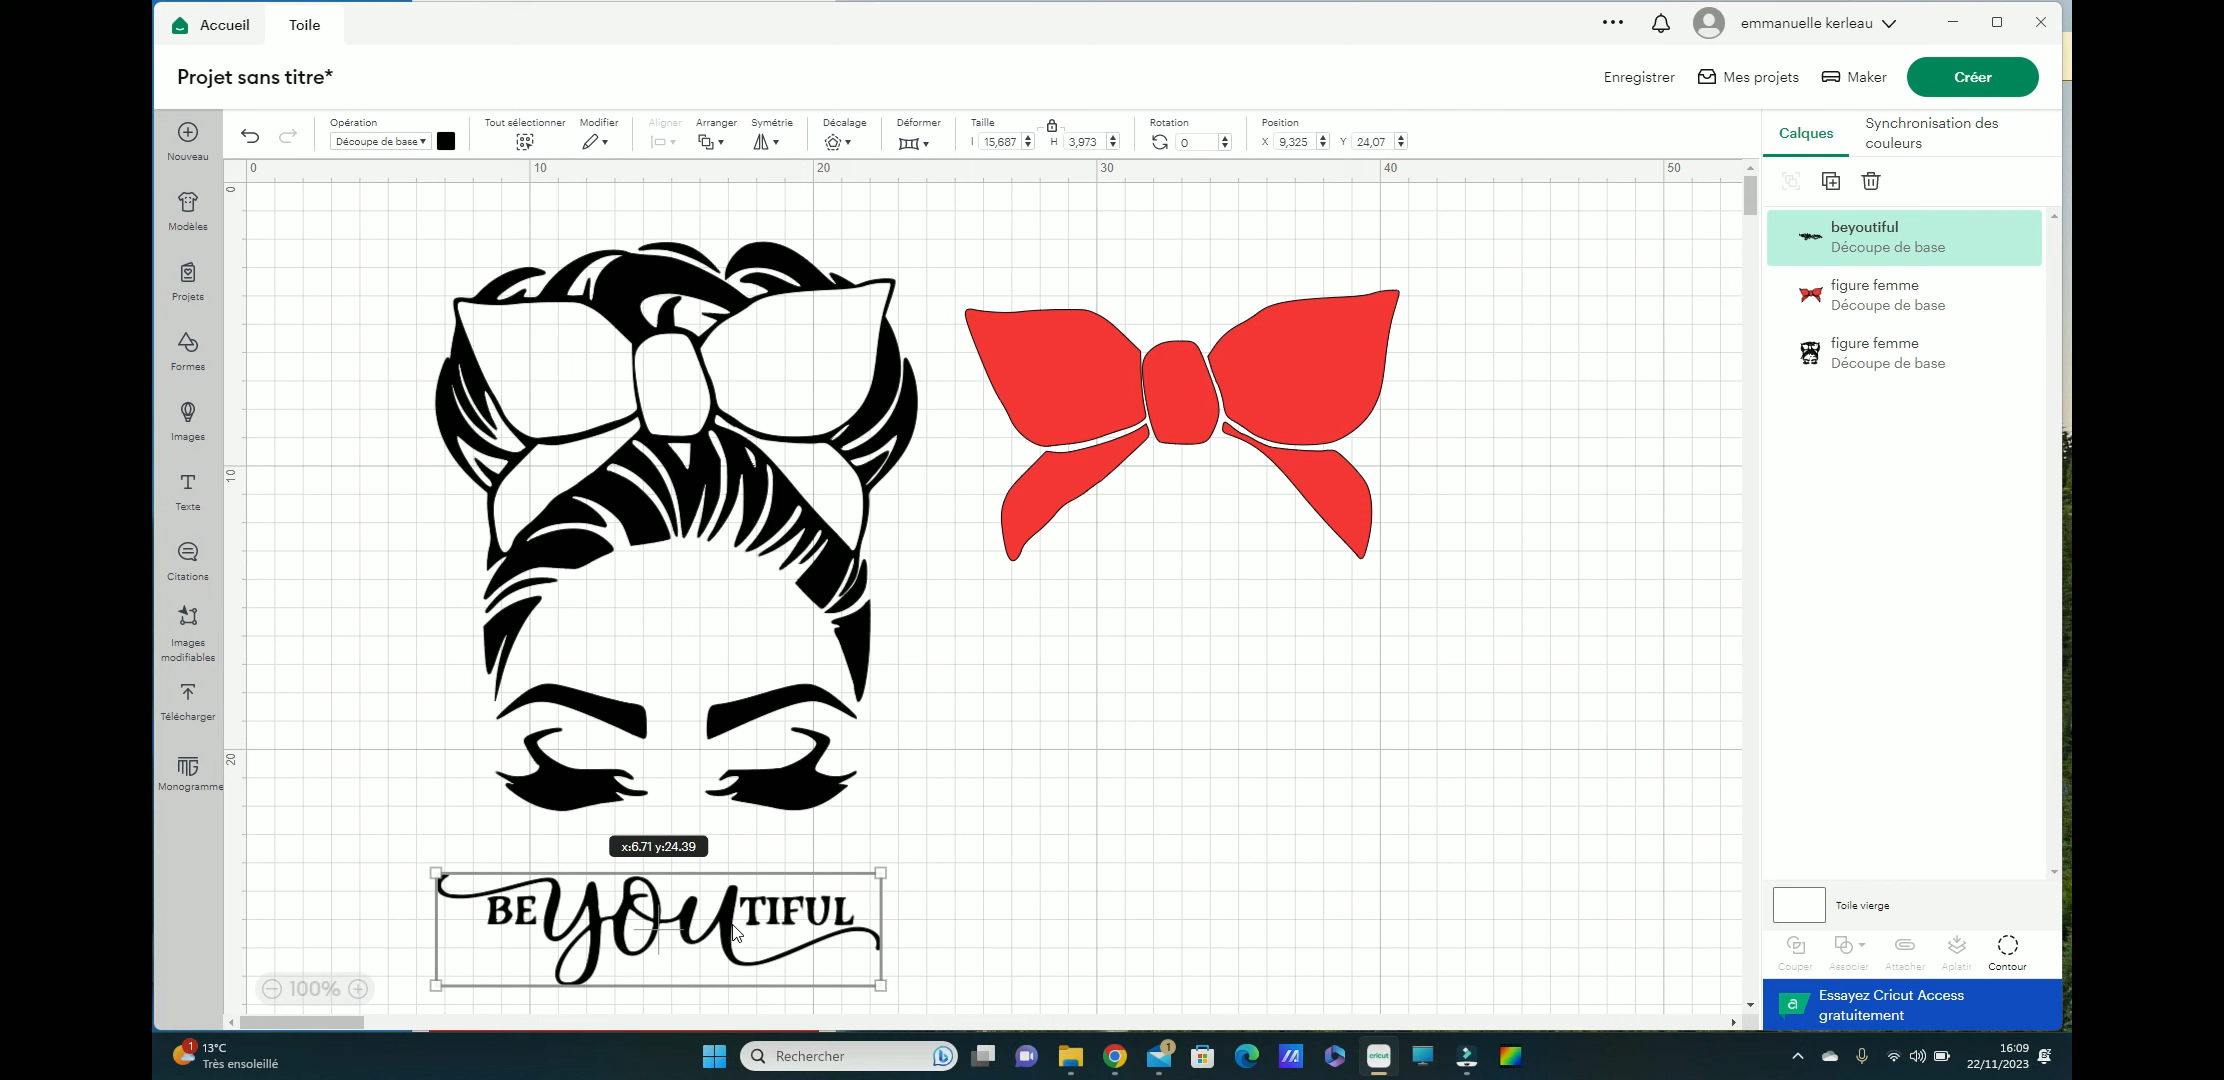 Accueil
Toile
emmanuelle kerleau
Projet sans titre*
Enregistrer
Mes projets
Maker
Créer
Nouveau
Modèles
Projets
Formes
Images
Texte
Citations
Images
modifiables
Télécharger
Monogramme
Opération
Découpe de base
Tout sélectionner
Modifier
Aligner
Arranger
Symétrie
Décalage
Déformer
Taille
I 15,687
H 3,973
Rotation
0
Position
X 9,325
Y 24,07
0 10 20 30 40 50
0
10
20
x:6.71 y:24.39
BEyouTIFUL
100%
Calques
Synchronisation des
couleurs
beyoutiful
Découpe de base
figure femme
Découpe de base
figure femme
Découpe de base
Toile vierge
Couper
Associer
Attacher
Aplatir
Contour
a
Essayez Cricut Access
gratuitement
1
13°C
Très ensoleillé
Rechercher
1
cricut
16:09
22/11/2023